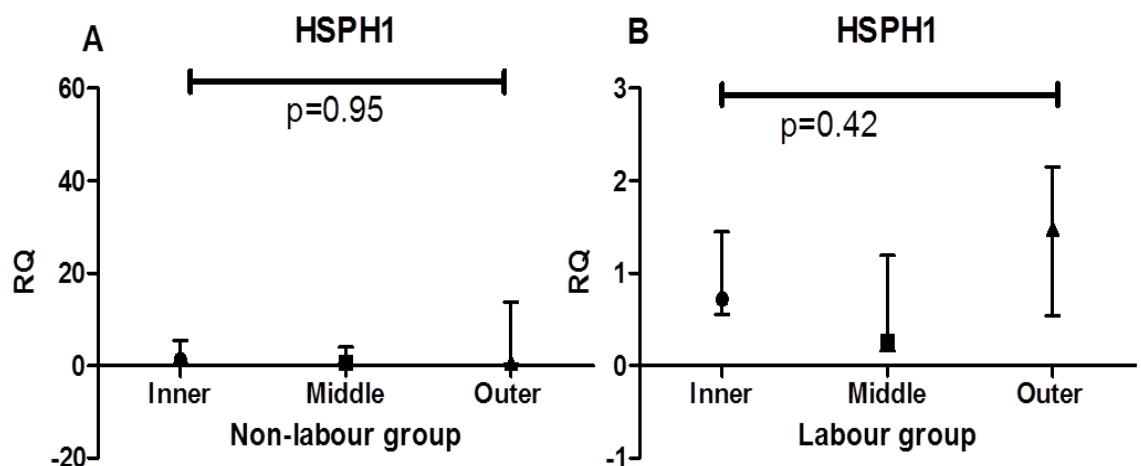 A
HSPH1
60
p=0.95
40
20
0
-20
RQ
Inner Middle Outer
Non-labour group
B
HSPH1
3
p=0.42
2
1
0
-1
RQ
Inner Middle Outer
Labour group